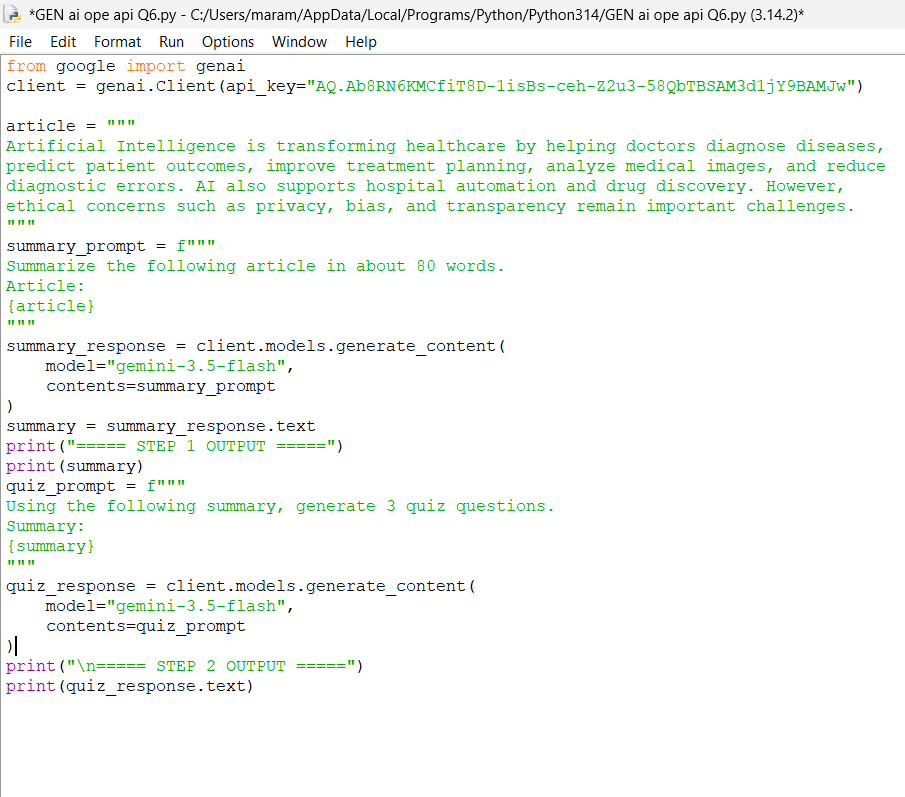 *GEN ai ope api Q6.py - C:/Users/maram/AppData/Local/Programs/Python/Python314/GEN ai ope api Q6.py (3.14.2)*
File Edit Format Run Options Window Help
from google import genai
client = genai.Client(api_key="AQ.Ab8RN6KMCfiT8D-1isBs-ceh-Z2u3-58QbTBSAM3d1jY9BAMJw")

article = """
Artificial Intelligence is transforming healthcare by helping doctors diagnose diseases,
predict patient outcomes, improve treatment planning, analyze medical images, and reduce
diagnostic errors. AI also supports hospital automation and drug discovery. However,
ethical concerns such as privacy, bias, and transparency remain important challenges.
"""
summary_prompt = f"""
Summarize the following article in about 80 words.
Article:
{article}
"""
summary_response = client.models.generate_content(
    model="gemini-3.5-flash",
    contents=summary_prompt
)
summary = summary_response.text
print("===== STEP 1 OUTPUT =====")
print(summary)
quiz_prompt = f"""
Using the following summary, generate 3 quiz questions.
Summary:
{summary}
"""
quiz_response = client.models.generate_content(
    model="gemini-3.5-flash",
    contents=quiz_prompt
)
print("\n===== STEP 2 OUTPUT =====")
print(quiz_response.text)